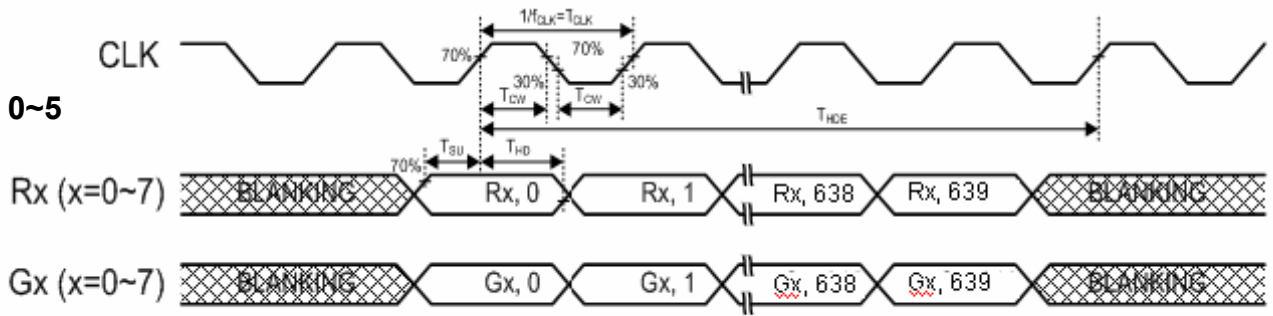 1/fCLK=TCLK
CLK
70%
70%
30%
30%
TCW
TCW
0~5
THDE
70%
TSU
THD
Rx (x=0~7)
BLANKING
Rx, 0
Rx, 1
Rx, 638
Rx, 639
BLANKING
Gx (x=0~7)
BLANKING
Gx, 0
Gx, 1
Gx, 638
Gx, 639
BLANKING